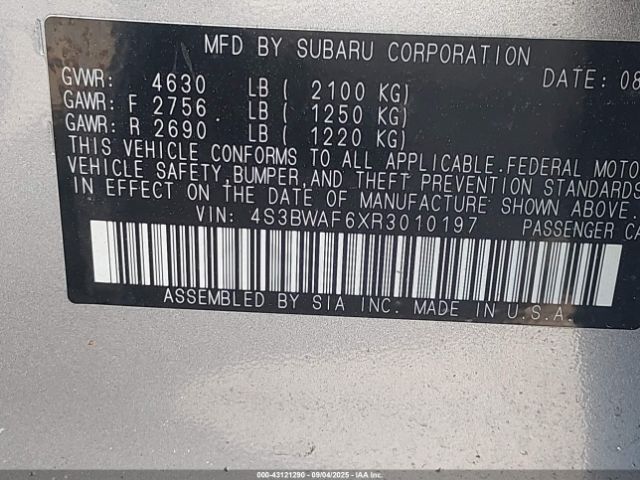 MFD BY SUBARU CORPORATION
GVWR: 4630 LB ( 2100 KG) DATE: 08
GAWR: F 2756 LB ( 1250 KG)
GAWR: R 2690 LB ( 1220 KG)
THIS VEHICLE CONFORMS TO ALL APPLICABLE FEDERAL MOTO
VEHICLE SAFETY, BUMPER, AND THEFT PREVENTION STANDARDS
IN EFFECT ON THE DATE OF MANUFACTURE SHOWN ABOVE
VIN: 4S3BWAF6XR3010197 PASSENGER CA
ASSEMBLED BY SIA INC. MADE IN U.S.A.
000-43121290 - 09/04/2025 - IAAI.COM